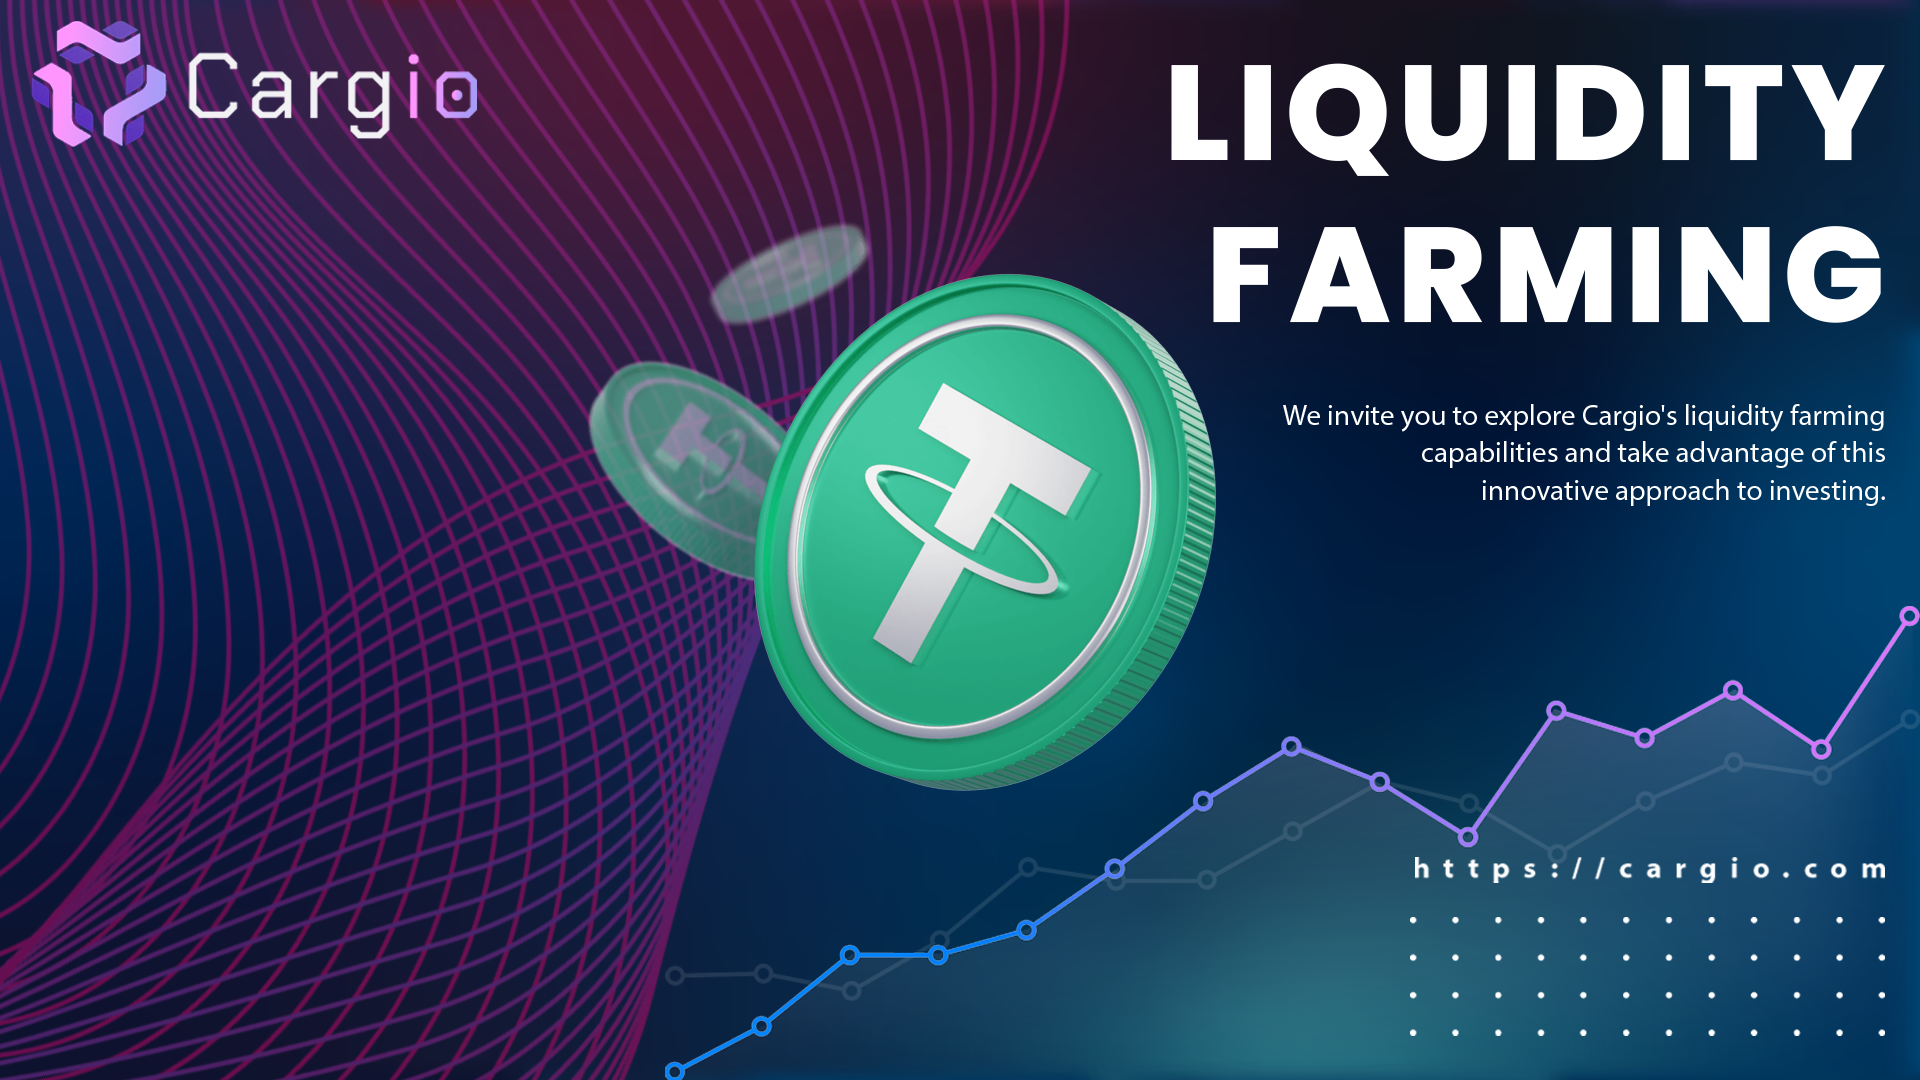 Cargio
LIQUIDITY
FARMING
We invite you to explore Cargio's liquidity farming
capabilities and take advantage of this
innovative approach to investing.
https://cargio.com